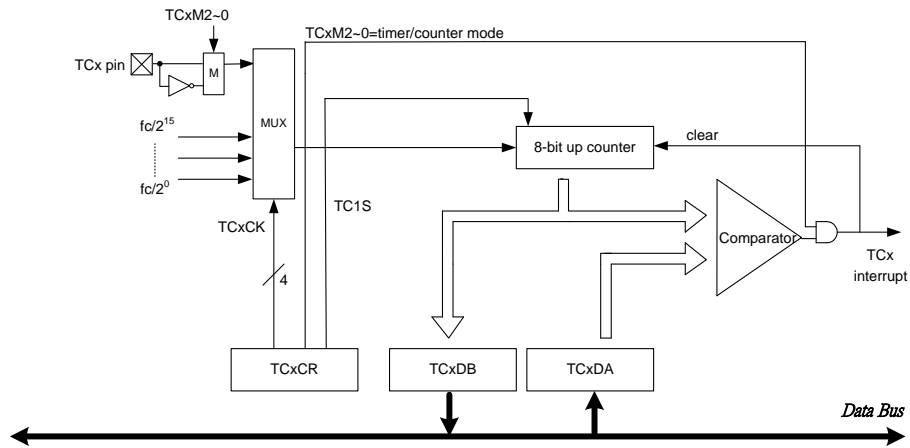 TCxM2~0
TCxM2~0=timer/counter mode
TCx pin
M
fc/2^15
MUX
8-bit up counter
clear
fc/2^0
TCxCK
TC1S
Comparator
TCx
interrupt
4
TCxCR
TCxDB
TCxDA
Data Bus